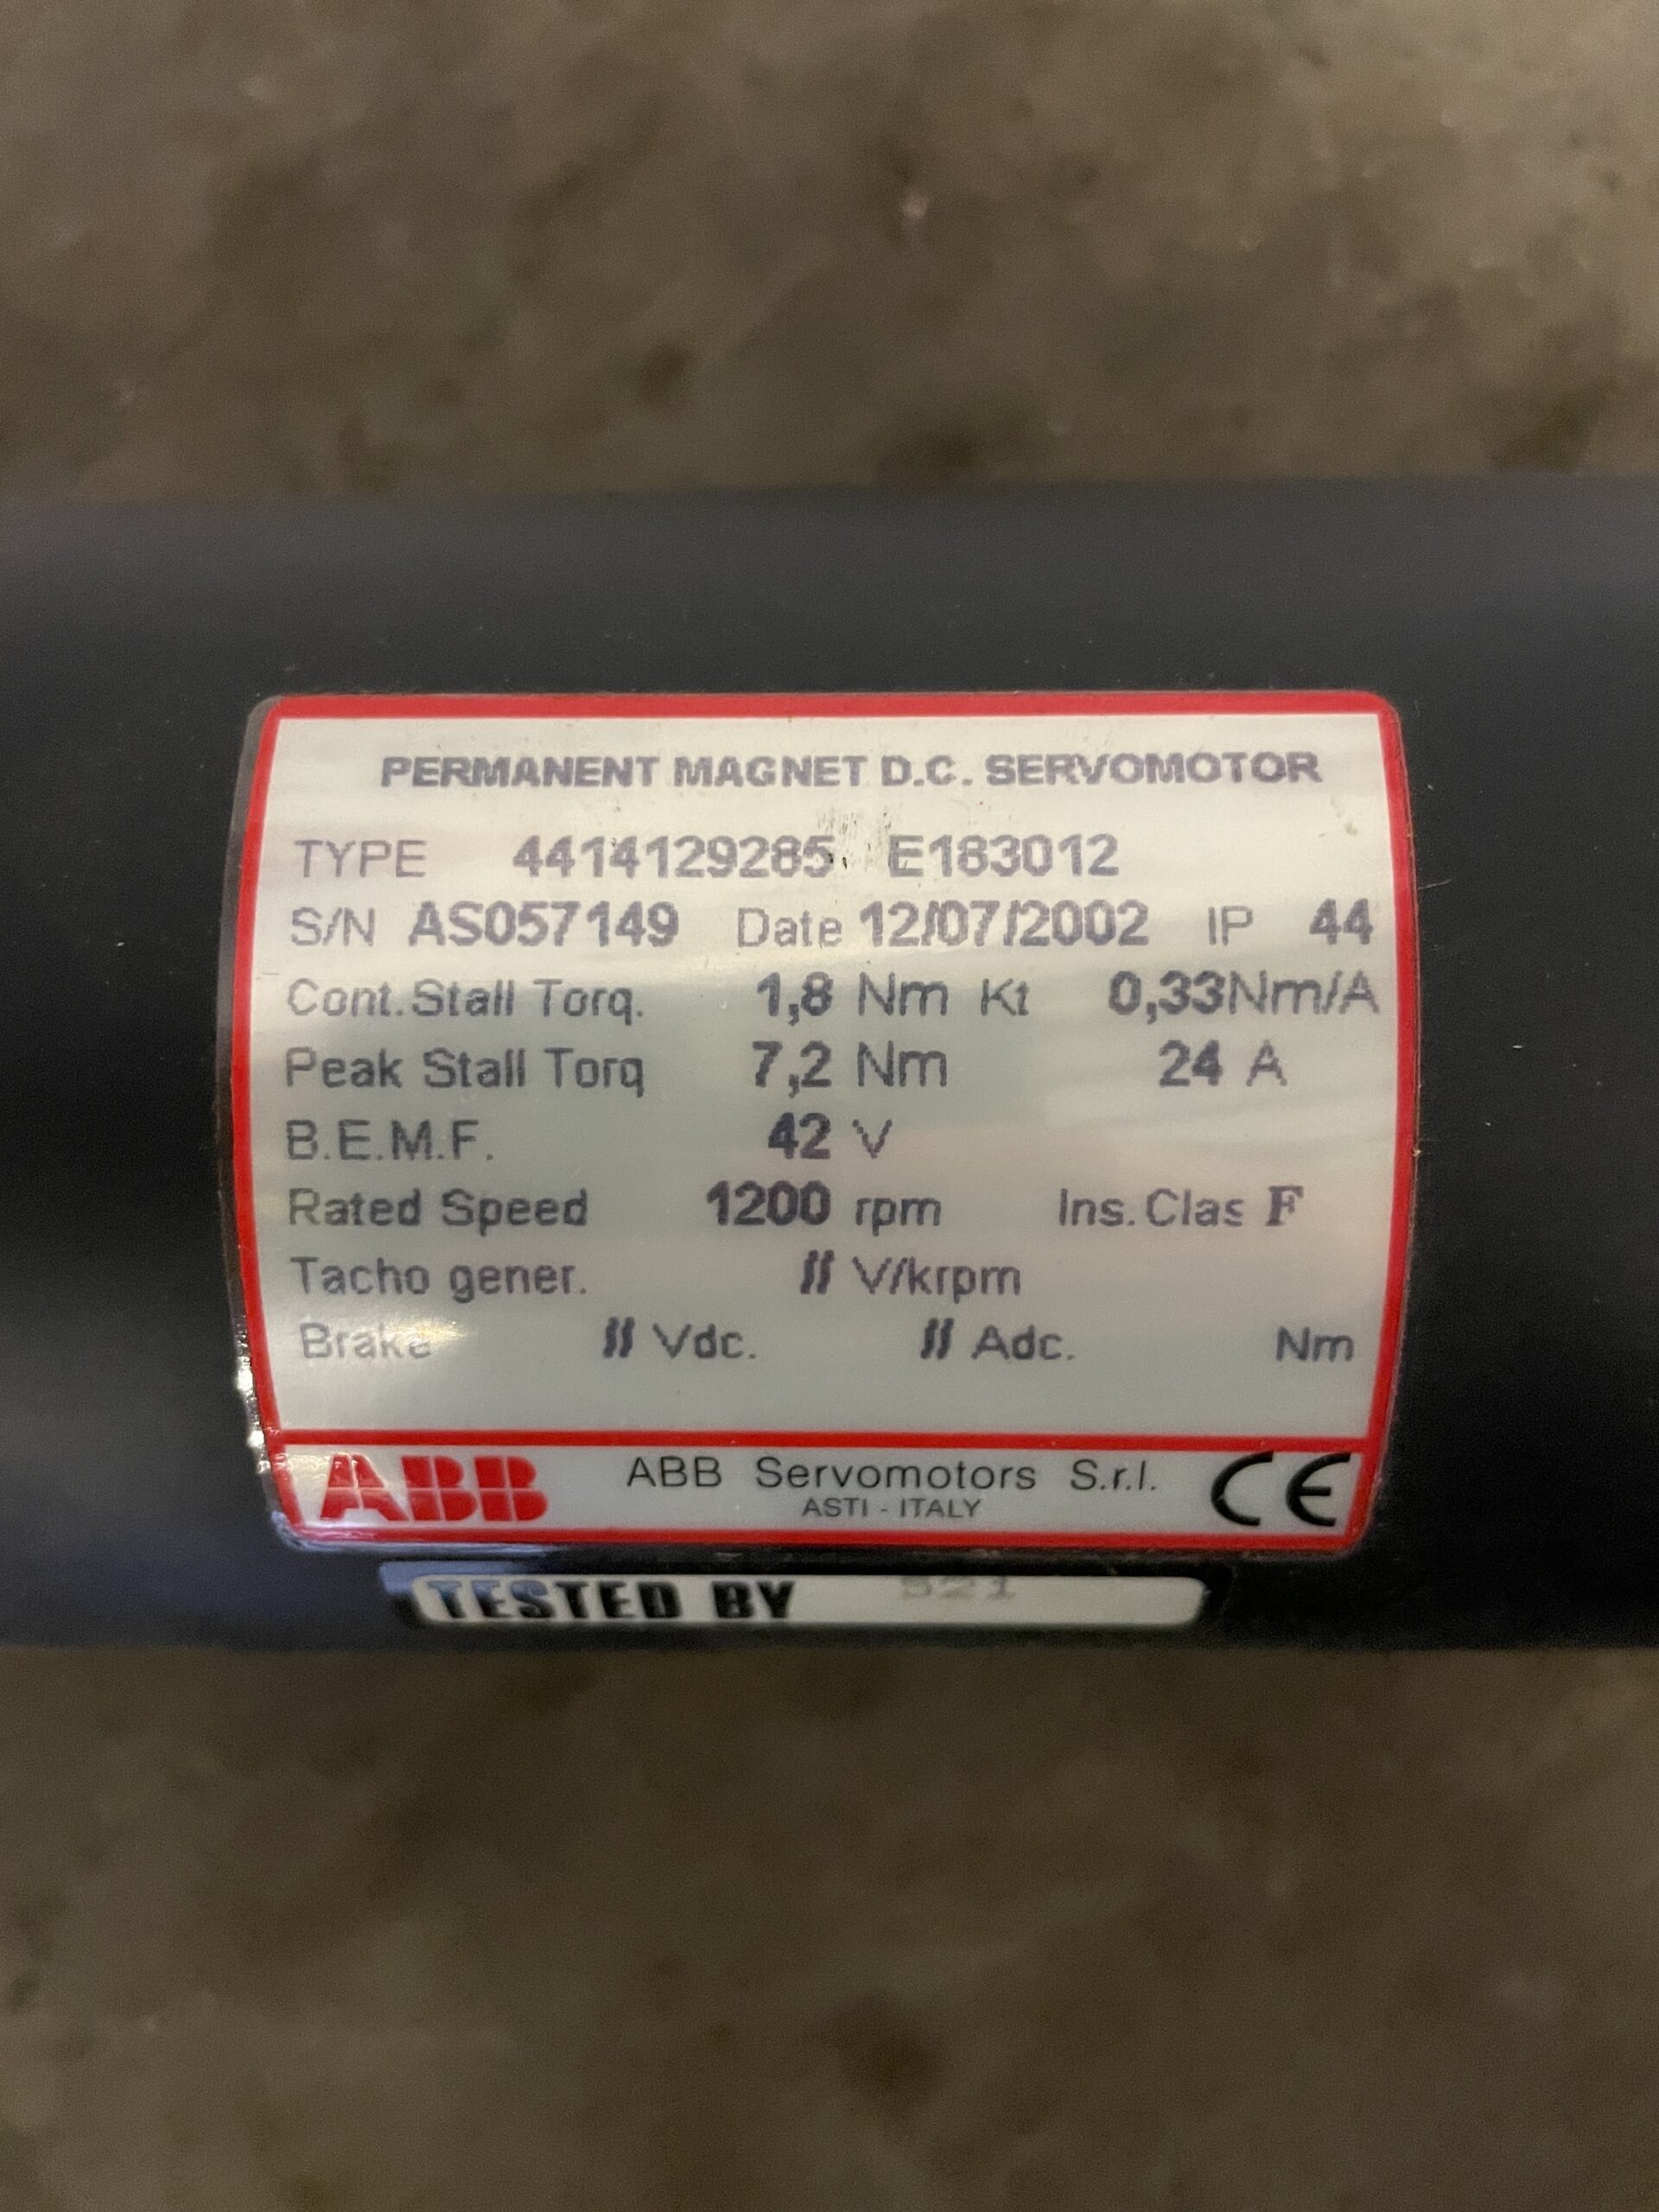 PERMANENT MAGNET D.C. SERVOMOTOR
TYPE 4414129285 E183012
S/N AS057149 Date 12/07/2002 IP 44
Cont.Stall Torq. 1,8 Nm Kt 0,33Nm/A
Peak Stall Torq 7,2 Nm 24 A
B.E.M.F. 42 V
Rated Speed 1200 rpm Ins.Clas F
Tacho gener. // V/krpm
Brake // Vdc. // Adc. Nm
ABB ABB Servomotors S.r.l. CE
ASTI - ITALY
TESTED BY 521